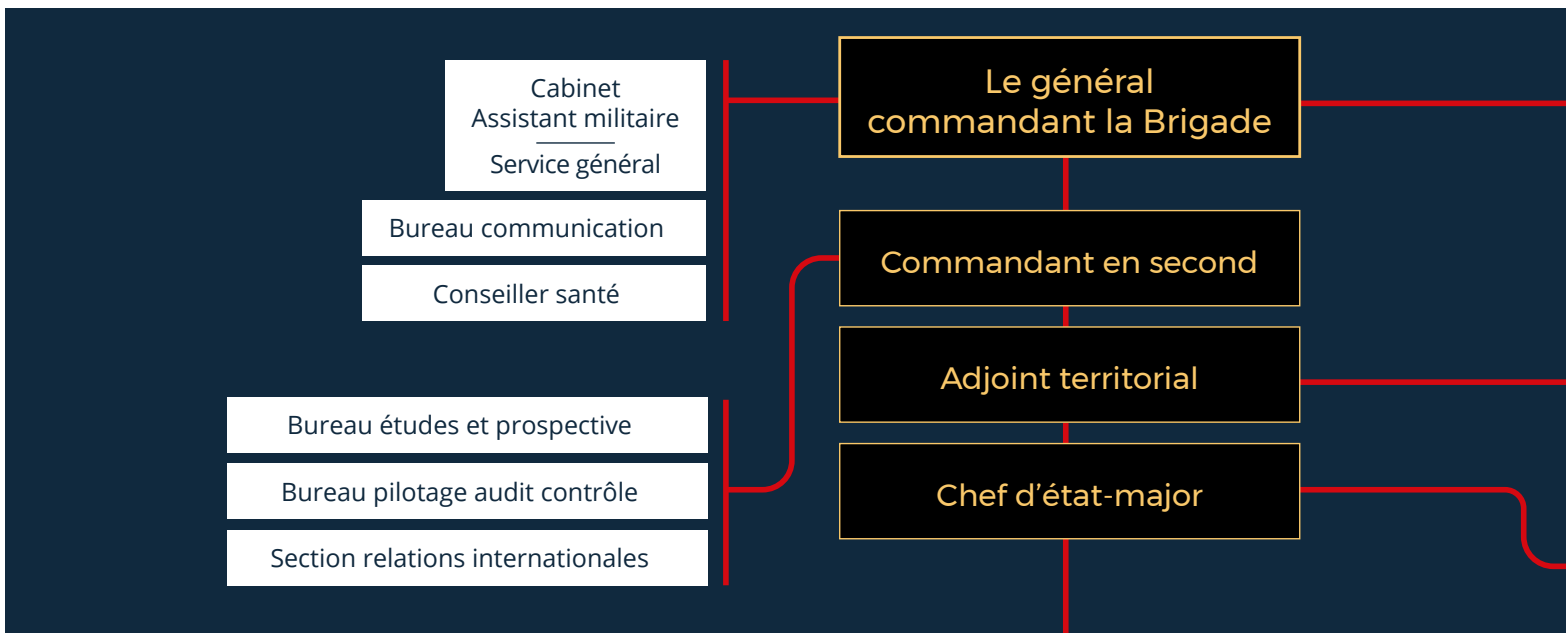 Cabinet
Assistant militaire
Service général
Bureau communication
Conseiller santé
Bureau études et prospective
Bureau pilotage audit contrôle
Section relations internationales
Le général
commandant la Brigade
Commandant en second
Adjoint territorial
Chef d’état-major